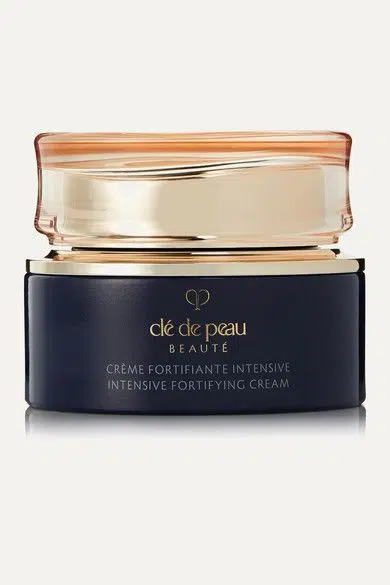 clé de peau
BEAUTÉ
CRÈME FORTIFIANTE INTENSIVE
INTENSIVE FORTIFYING CREAM